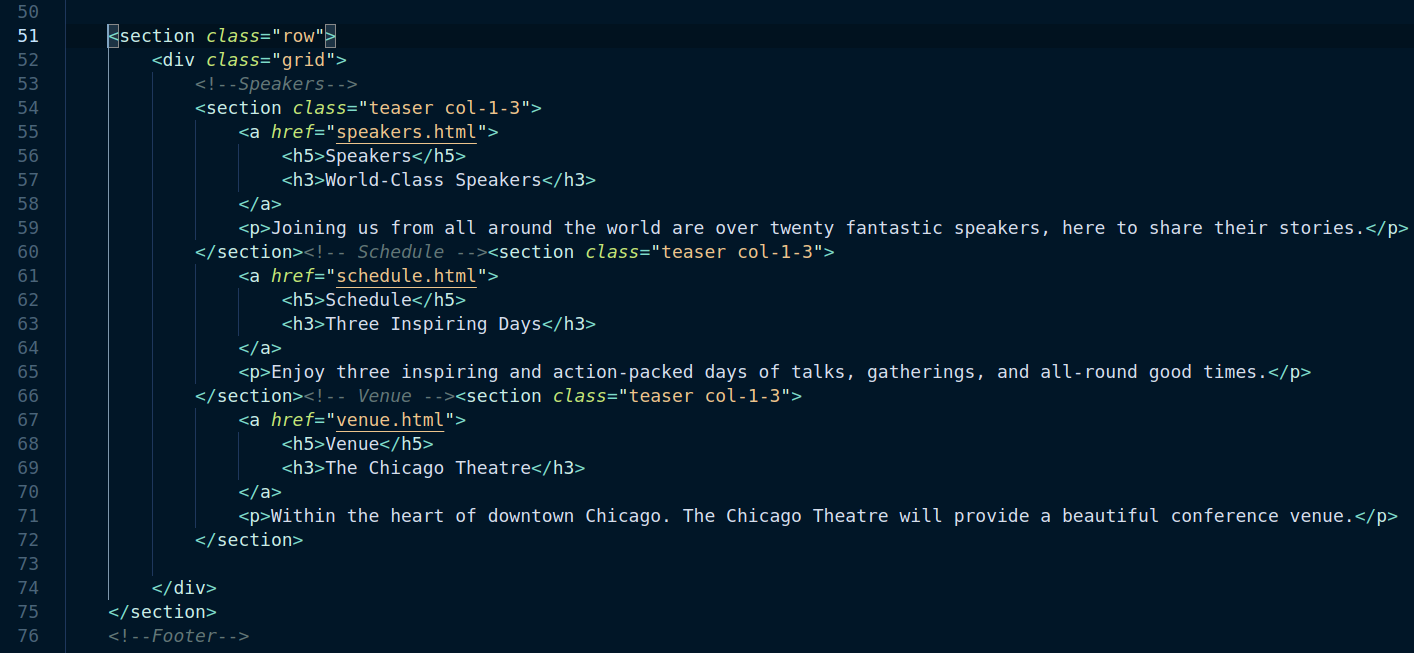 50
51 <section class="row">
52 <div class="grid">
53 <!--Speakers-->
54 <section class="teaser col-1-3">
55 <a href="speakers.html">
56 <h5>Speakers</h5>
57 <h3>World-Class Speakers</h3>
58 </a>
59 <p>Joining us from all around the world are over twenty fantastic speakers, here to share their stories.</p>
60 </section><!-- Schedule --><section class="teaser col-1-3">
61 <a href="schedule.html">
62 <h5>Schedule</h5>
63 <h3>Three Inspiring Days</h3>
64 </a>
65 <p>Enjoy three inspiring and action-packed days of talks, gatherings, and all-round good times.</p>
66 </section><!-- Venue --><section class="teaser col-1-3">
67 <a href="venue.html">
68 <h5>Venue</h5>
69 <h3>The Chicago Theatre</h3>
70 </a>
71 <p>Within the heart of downtown Chicago. The Chicago Theatre will provide a beautiful conference venue.</p>
72 </section>
73
74 </div>
75 </section>
76 <!--Footer-->